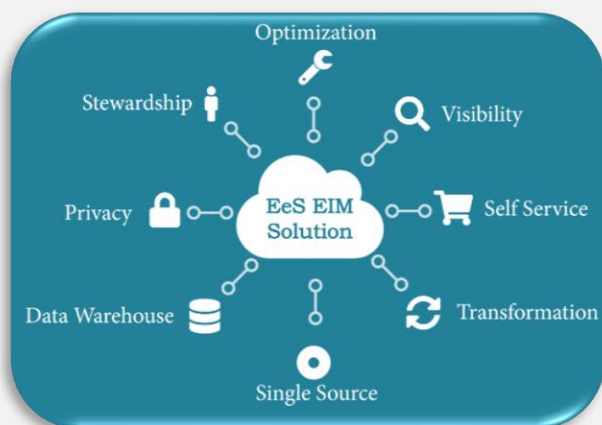 Optimization
Stewardship
Visibility
EeS EIM
Solution
Privacy
Self Service
Data Warehouse
Transformation
Single Source